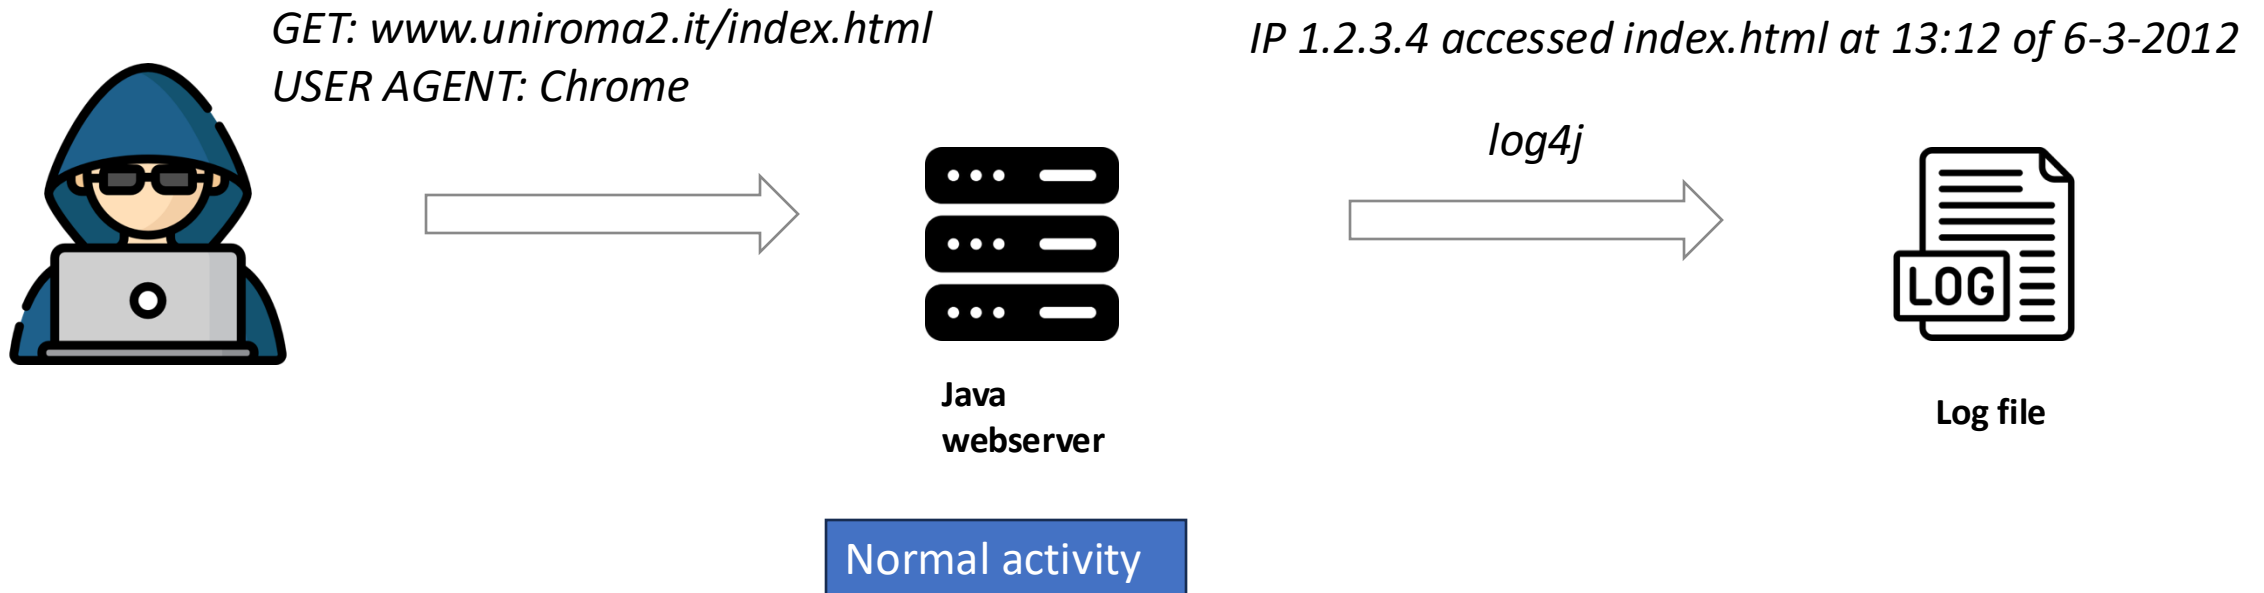 GET: www.uniroma2.it/index.html
USER AGENT: Chrome
IP 1.2.3.4 accessed index.html at 13:12 of 6-3-2012
log4j
LOG
Java
webserver
Log file
Normal activity